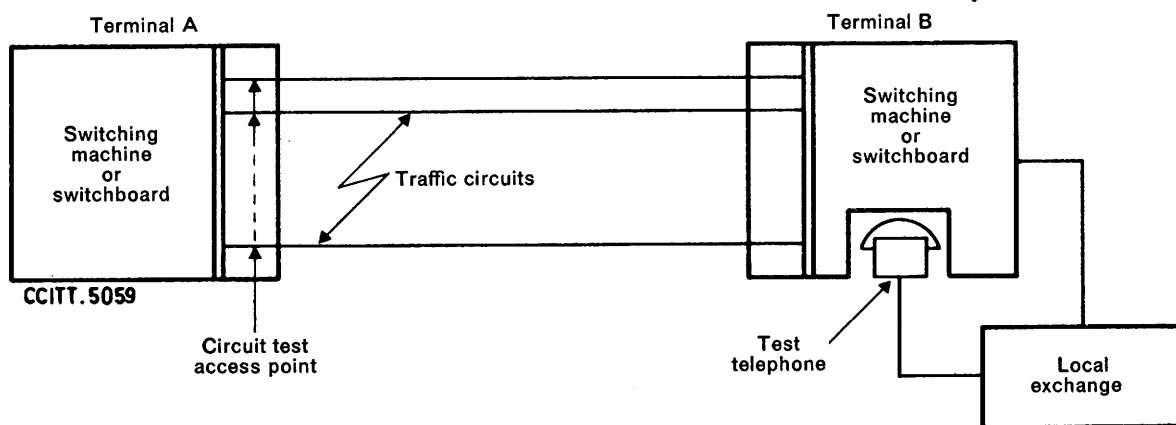 Terminal A
Terminal B
Switching
machine
or
switchboard
Switching
machine
or
switchboard
Traffic circuits
CCITT.5059
Circuit test
access point
Test
telephone
Local
exchange